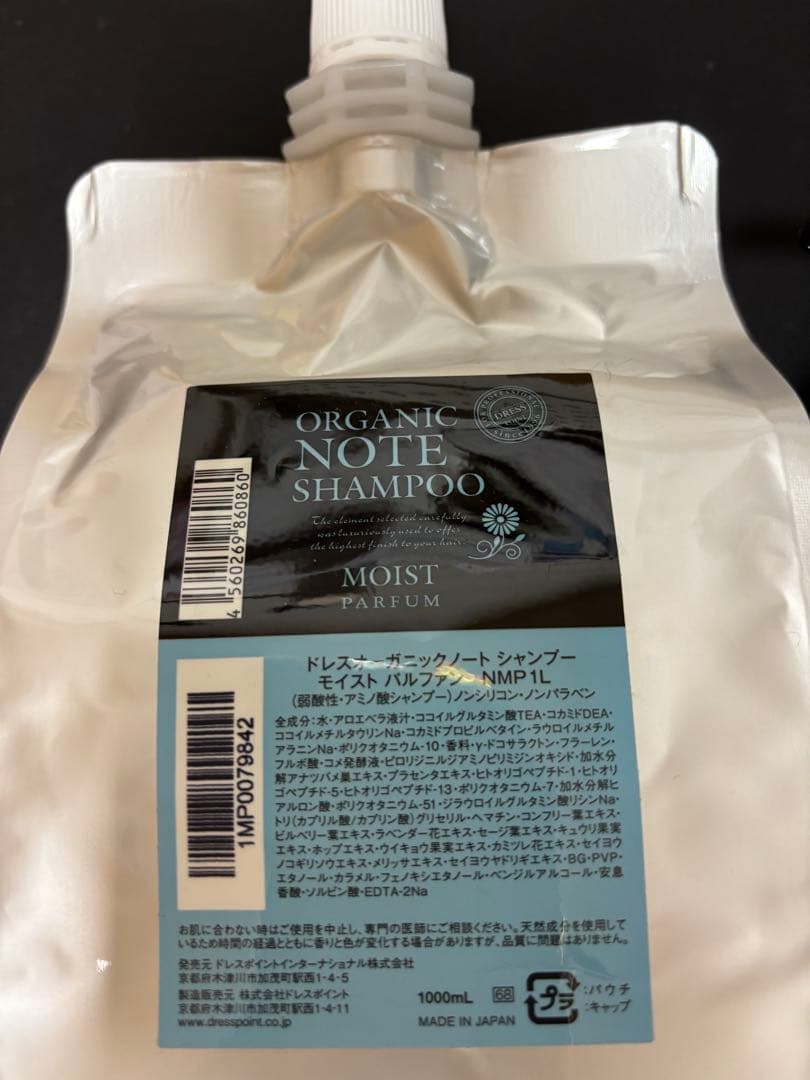 ORGANIC
NOTE
SHAMPOO
DRESS
The element selected carefully
was luxuriously used to offer
the highest finish to your hair.
MOIST
PARFUM
4 560269 860860
ドレスオーガニックノート シャンプー
モイスト パルファン NMP1L
(弱酸性・アミノ酸シャンプー)ノンシリコン・ノンパラベン
全成分:水・アロエベラ液汁・ココイルグルタミン酸TEA・コカミドDEA・
ココイルメチルタウリンNa・コカミドプロピルベタイン・ラウロイルメチル
アラニンNa・ポリクオタニウム-10・香料・γ-ドコサラクトン・フラーレン・
フルボ酸・コメ発酵液・ピロリジニルジアミノピリミジンオキシド・加水分
解アナツバメ巣エキス・プラセンタエキス・ヒトオリゴペプチド-1・ヒトオリ
ゴペプチド-5・ヒトオリゴペプチド-13・ポリクオタニウム-7・加水分解ヒ
アルロン酸・ポリクオタニウム-51・ジラウロイルグルタミン酸リシンNa・
トリ(カプリル酸/カプリン酸)グリセリル・ヘマチン・コンフリー葉エキス・
ビルベリー葉エキス・ラベンダー花エキス・セージ葉エキス・キュウリ果実
エキス・ホップエキス・ウイキョウ果実エキス・カミツレ花エキス・セイヨウ
ノコギリソウエキス・メリッサエキス・セイヨウヤドリギエキス・BG・PVP・
エタノール・カラメル・フェノキシエタノール・ベンジルアルコール・安息
香酸・ソルビン酸・EDTA-2Na
1MP0079842
お肌に合わない時はご使用を中止し、専門の医師にご相談ください。天然成分を使用して
いるため時間の経過とともに香りと色が変化する場合がありますが、品質に問題はありません。
発売元 ドレスポイントインターナショナル株式会社
京都府木津川市加茂町駅西1-4-5
製造販売元 株式会社ドレスポイント
京都府木津川市加茂町駅西1-4-11
www.dresspoint.co.jp
1000mL 68
MADE IN JAPAN
プラ
:パウチ
:キャップ